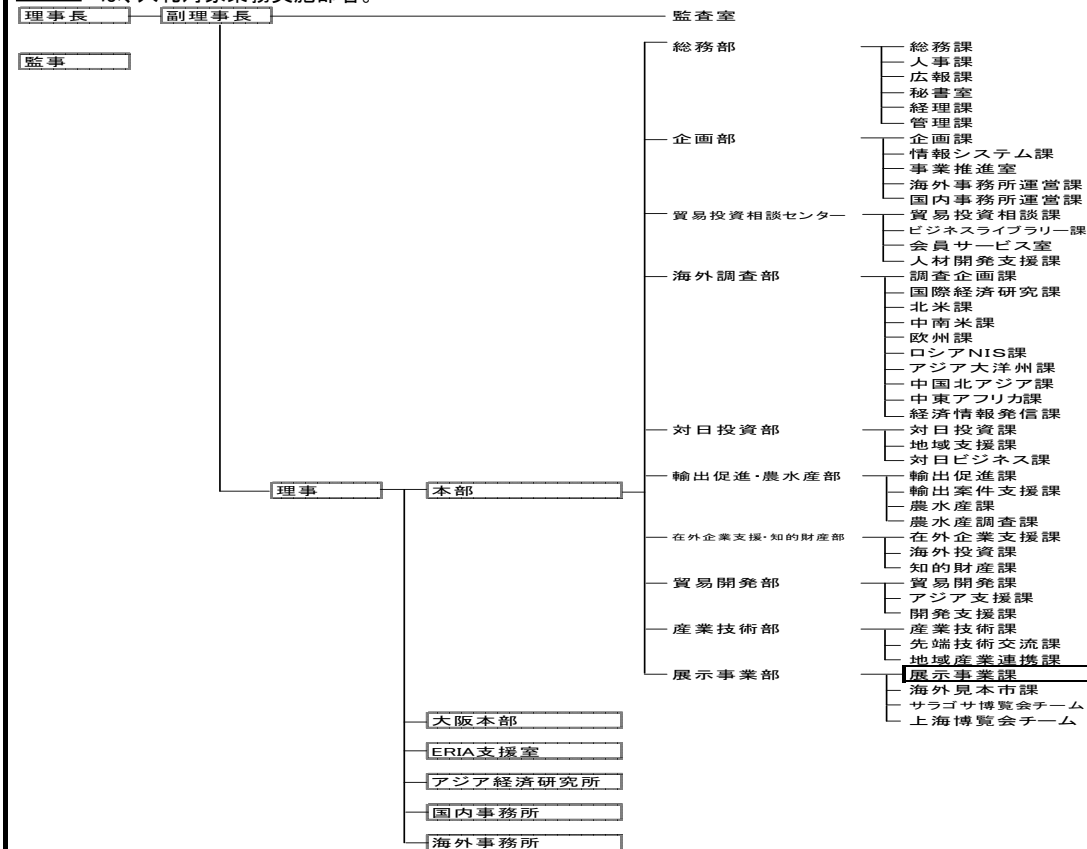 は、入札対象業務実施部署。
理事長
副理事長
監査室
監事
総務部
総務課
人事課
広報課
秘書室
経理課
管理課
企画部
企画課
情報システム課
事業推進室
海外事務所運営課
国内事務所運営課
貿易投資相談センター
貿易投資相談課
ビジネスライブラリー課
会員サービス室
人材開発支援課
海外調査部
調査企画課
国際経済研究課
北米課
中南米課
欧州課
ロシアNIS課
アジア大洋州課
中国北アジア課
中東アフリカ課
経済情報発信課
対日投資部
対日投資課
地域支援課
対日ビジネス課
理事
本部
輸出促進・農水産部
輸出促進課
輸出案件支援課
農水産課
農水産調査課
在外企業支援・知的財産部
在外企業支援課
海外投資課
知的財産課
貿易開発部
貿易開発課
アジア支援課
開発支援課
産業技術部
産業技術課
先端技術交流課
地域産業連携課
展示事業部
展示事業課
海外見本市課
サラゴサ博覧会チーム
上海博覧会チーム
大阪本部
ERIA支援室
アジア経済研究所
国内事務所
海外事務所